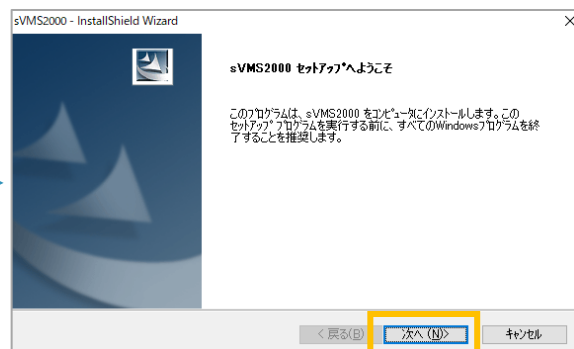 sVMS2000 - InstallShield Wizard
sVMS2000 ｾｯﾄｱｯﾌﾟへようこそ
このﾌﾟﾛｸﾞﾗﾑは、sVMS2000 をｺﾝﾋﾟｭｰﾀにｲﾝｽﾄｰﾙします。この
ｾｯﾄｱｯﾌﾟ ﾌﾟﾛｸﾞﾗﾑを実行する前に、すべてのWindowsﾌﾟﾛｸﾞﾗﾑを終
了することを推奨します。
< 戻る(B)
次へ (N)>
ｷｬﾝｾﾙ